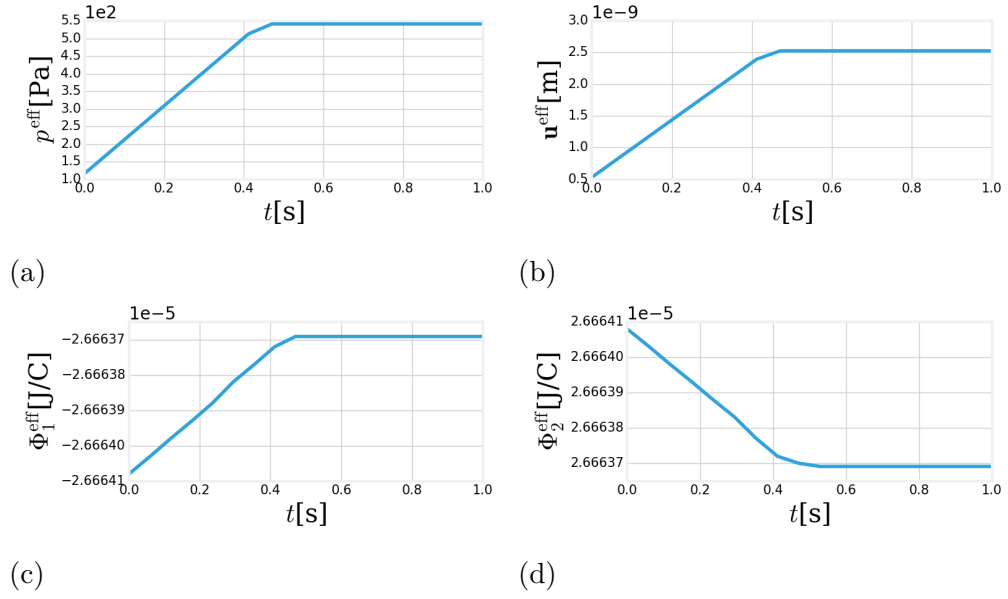 1e2
5.5
5.0
4.5
4.0
3.5
3.0
2.5
2.0
1.5
1.0
p^eff[Pa]
0.0 0.2 0.4 0.6 0.8 1.0
t[s]
(a)
1e−9
3.0
2.5
2.0
1.5
1.0
0.5
u^eff[m]
0.0 0.2 0.4 0.6 0.8 1.0
t[s]
(b)
1e−5
−2.66637
−2.66638
−2.66639
−2.66640
−2.66641
Φ_1^eff[J/C]
0.0 0.2 0.4 0.6 0.8 1.0
t[s]
(c)
1e−5
2.66641
2.66640
2.66639
2.66638
2.66637
Φ_2^eff[J/C]
0.0 0.2 0.4 0.6 0.8 1.0
t[s]
(d)